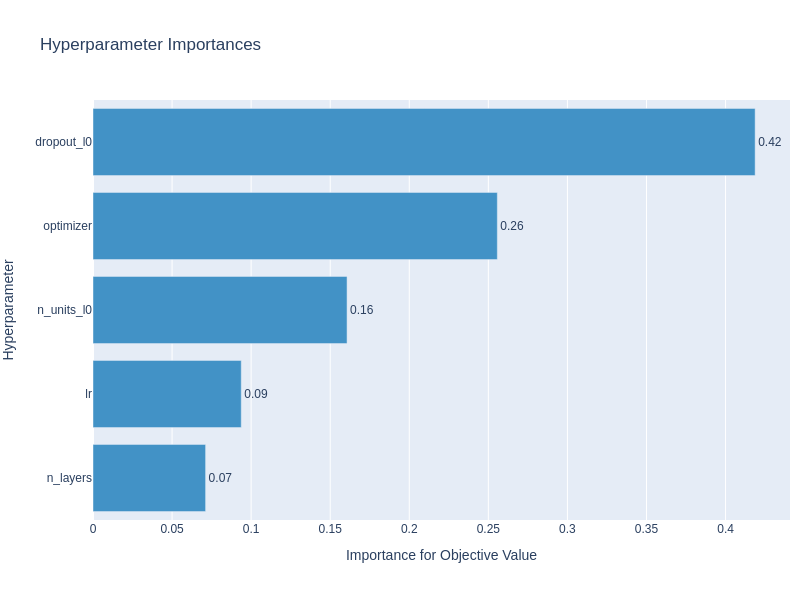 Hyperparameter Importances
Hyperparameter
dropout_l0
0.42
optimizer
0.26
n_units_l0
0.16
lr
0.09
n_layers
0.07
0 0.05 0.1 0.15 0.2 0.25 0.3 0.35 0.4
Importance for Objective Value